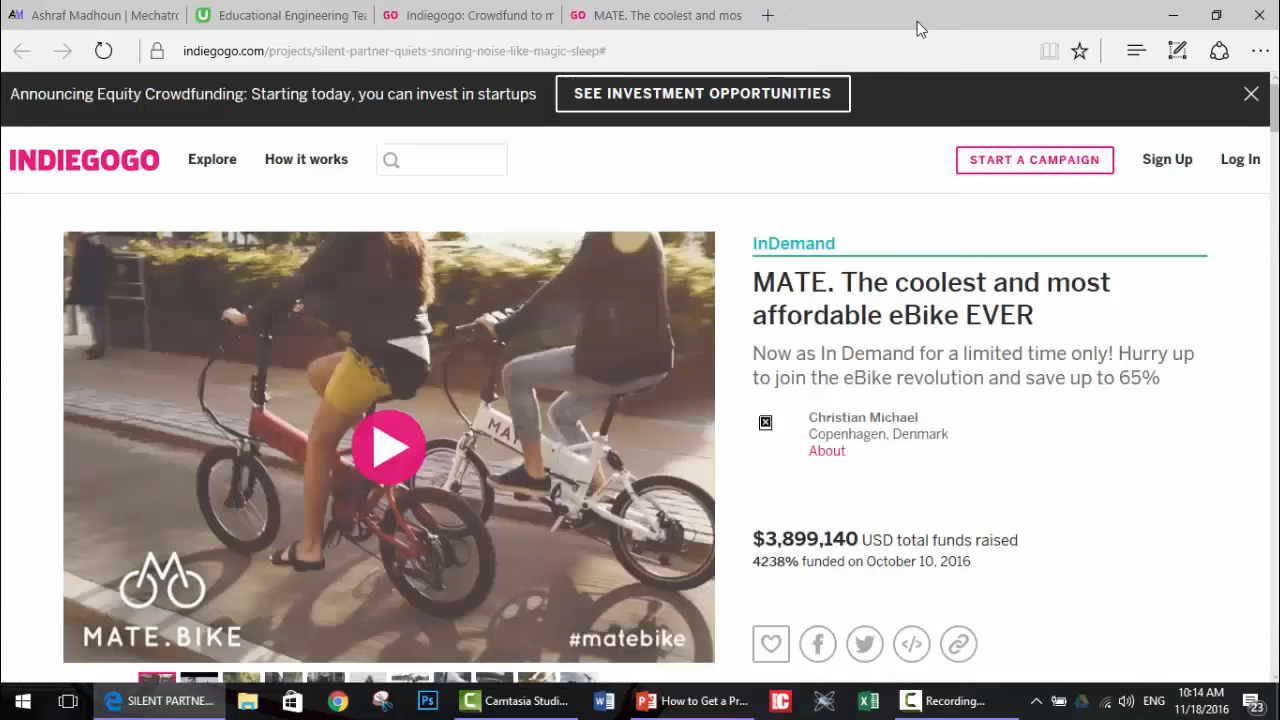 Ashraf Madhoun | Mechatro
Educational Engineering Tea
Indiegogo: Crowdfund to m
MATE. The coolest and mos
indiegogo.com/projects/silent-partner-quiets-snoring-noise-like-magic-sleep#
Announcing Equity Crowdfunding: Starting today, you can invest in startups
SEE INVESTMENT OPPORTUNITIES
INDIEGOGO
Explore
How it works
START A CAMPAIGN
Sign Up
Log In
InDemand
MATE. The coolest and most
affordable eBike EVER
Now as In Demand for a limited time only! Hurry up
to join the eBike revolution and save up to 65%
Christian Michael
Copenhagen, Denmark
About
$3,899,140 USD total funds raised
4238% funded on October 10, 2016
MATE.BIKE
#matebike
SILENT PARTNE...
Camtasia Studi...
How to Get a Pr...
Recording...
ENG
10:14 AM
11/18/2016
23